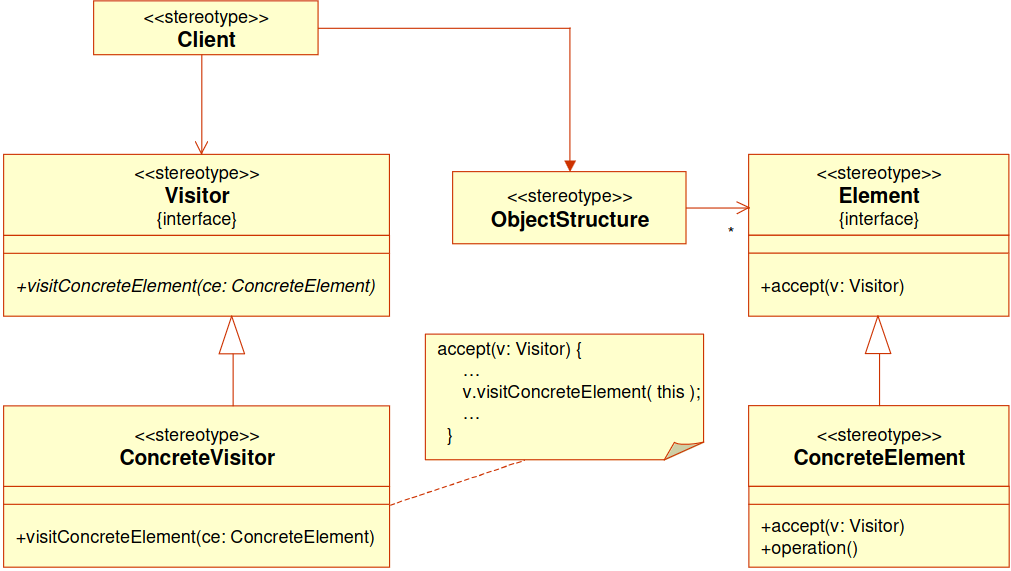 <<stereotype>>
Client
<<stereotype>>
Visitor
{interface}
+visitConcreteElement(ce: ConcreteElement)
<<stereotype>>
ObjectStructure
*
<<stereotype>>
Element
{interface}
+accept(v: Visitor)
accept(v: Visitor) {
...
v.visitConcreteElement( this );
...
}
<<stereotype>>
ConcreteVisitor
+visitConcreteElement(ce: ConcreteElement)
<<stereotype>>
ConcreteElement
+accept(v: Visitor)
+operation()